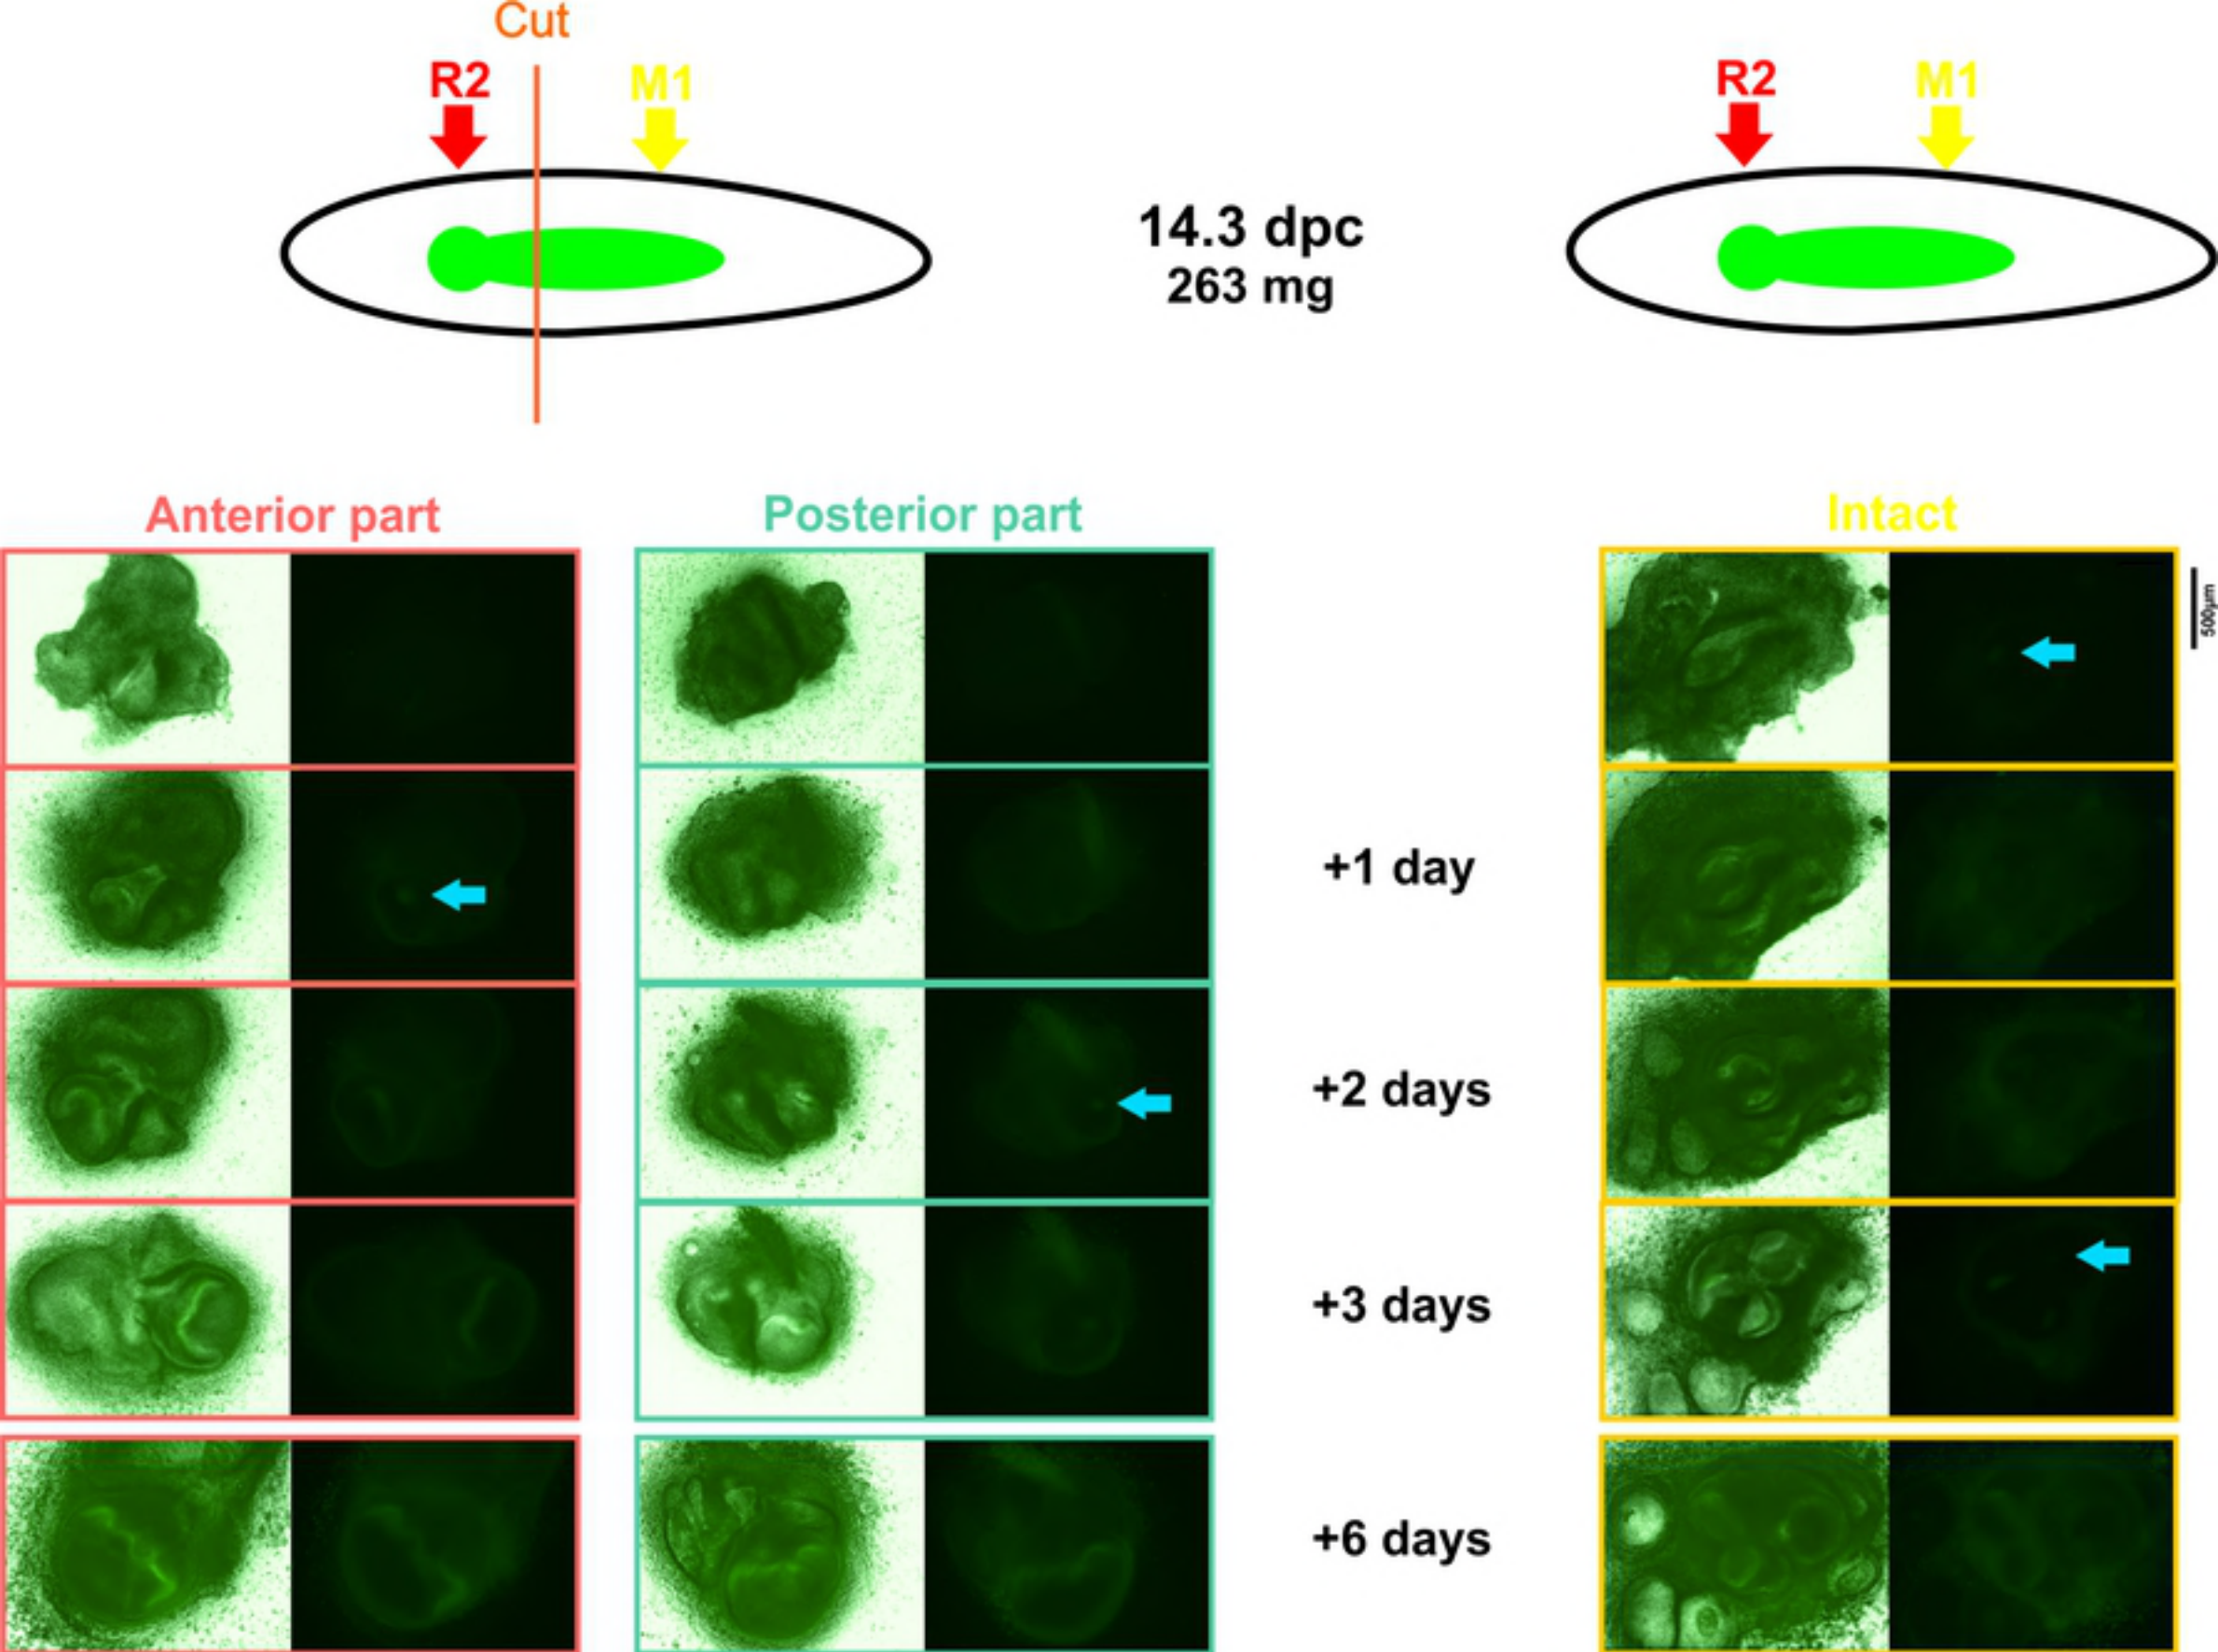 Cut
R2
M1
R2
M1
14.3 dpc
263 mg
Anterior part
Posterior part
Intact
500µm
+1 day
+2 days
+3 days
+6 days